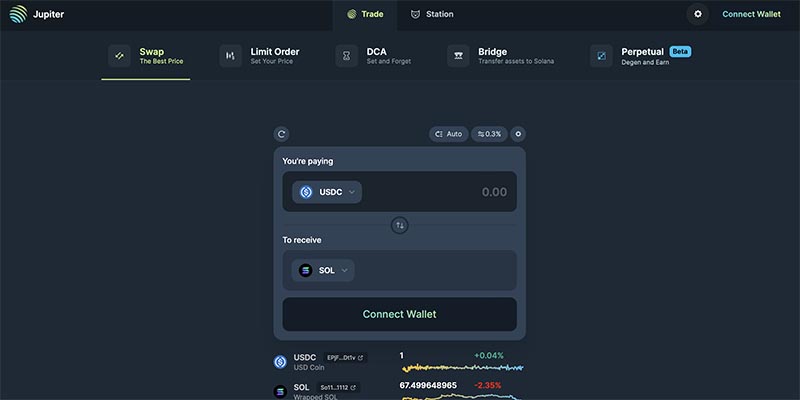 Jupiter
Trade
Station
Connect Wallet
Swap
The Best Price
Limit Order
Set Your Price
DCA
Set and Forget
Bridge
Transfer assets to Solana
Perpetual Beta
Degen and Earn
Auto
0.3%
You're paying
USDC
0.00
To receive
SOL
Connect Wallet
USDC EPjF...Dt1v
1
+0.04%
USD Coin
SOL So11...1112
67.499648965
-2.35%
Wrapped SOL